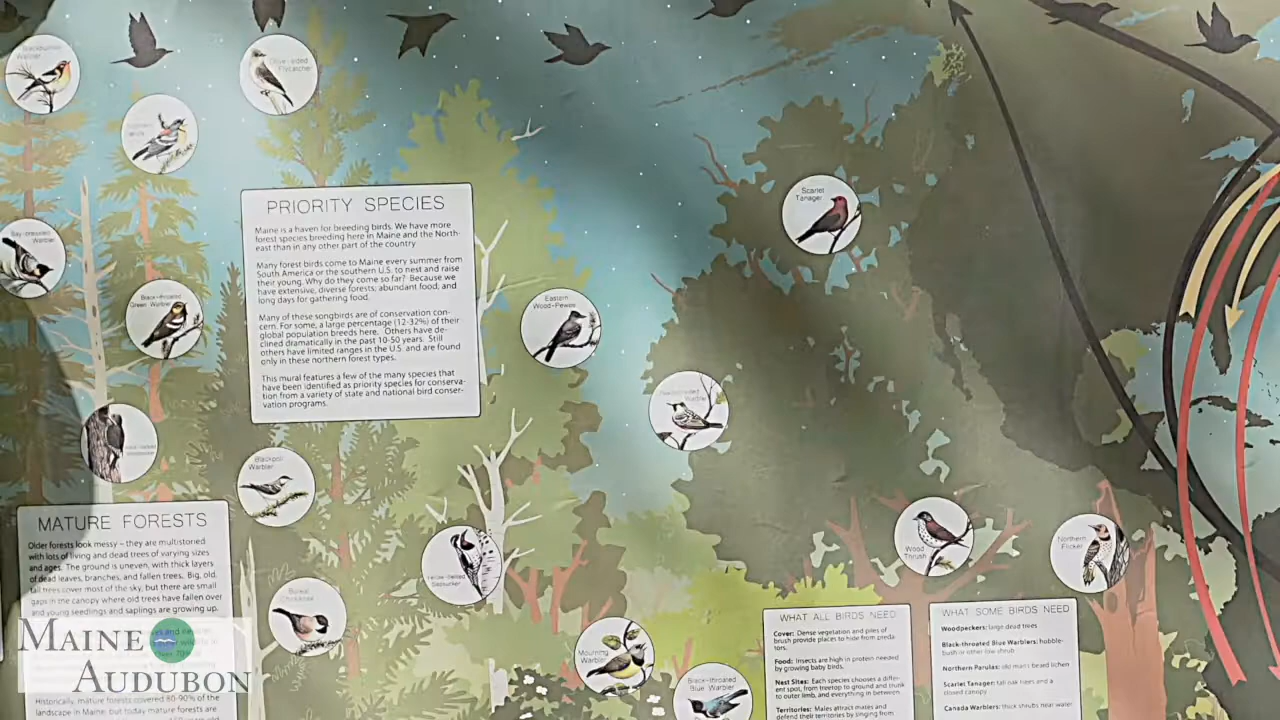 Blackburnian
Warbler
Olive-sided
Flycatcher
Northern
Parula
Scarlet
Tanager
PRIORITY SPECIES
Maine is a haven for breeding birds. We have more
forest species breeding here in Maine and the North-
east than in any other part of the country
Many forest birds come to Maine every summer from
South America or the southern U.S. to nest and raise
their young. Why do they come so far? Because we
have extensive, diverse forests, abundant food, and
long days for gathering food.
Many of these songbirds are of conservation con-
cern. For some, a large percentage (12-32%) of their
global population breeds here. Others have de-
clined dramatically in the past 10-50 years. Still
others have limited ranges in the U.S. and are found
only in these northern forest types.
This mural features a few of the many species that
have been identified as priority species for conserva-
tion from a variety of state and national bird conser-
vation programs.
Bay-breasted
Warbler
Black-throated
Green Warbler
Eastern
Wood-Pewee
Warbler
Blackpoll
Warbler
MATURE FORESTS
Older forests look messy – they are multistoried
with lots of living and dead trees of varying sizes
and ages. The ground is uneven, with thick layers
of dead leaves, branches, and fallen trees. Big, old,
tall trees cover most of the sky, but there are small
gaps in the canopy where old trees have fallen over
and young seedlings and saplings are growing up.
Historically, mature forests covered 80-90% of the
landscape in Maine, but today mature forests are
Yellow-bellied
Sapsucker
Wood
Thrush
Northern
Flicker
Boreal
Chickadee
Mourning
Warbler
Black-throated
Blue Warbler
WHAT ALL BIRDS NEED
Cover: Dense vegetation and piles of
brush provide places to hide from preda-
tors.
Food: Insects are high in protein needed
by growing baby birds.
Nest Sites: Each species chooses a differ-
ent spot, from treetop to ground and trunk
to outer limb, and everything in between.
Territories: Males attract mates and
defend their territories by singing from
WHAT SOME BIRDS NEED
Woodpeckers: large dead trees
Black-throated Blue Warblers: hobble-
bush or other low shrub
Northern Parulas: old man's beard lichen
Scarlet Tanager: tall oak trees and a
closed canopy
Canada Warblers: thick shrubs near water
MAINE
AUDUBON